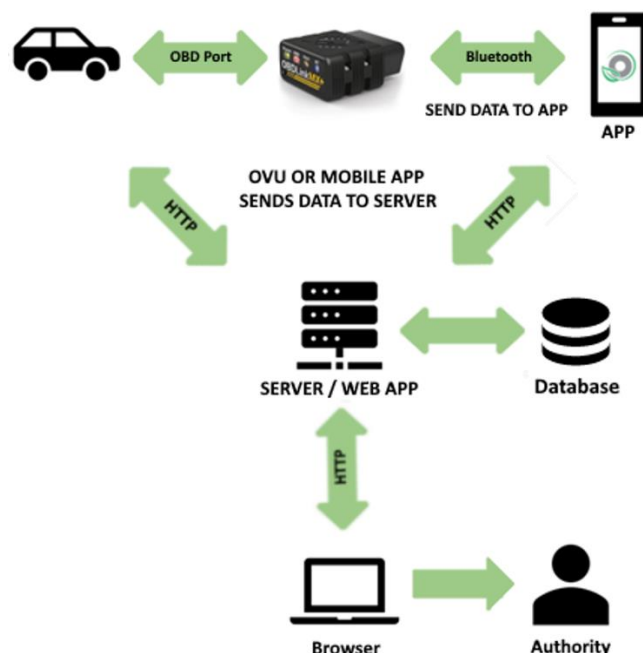 OBD Port
OBDLinkMX+
Bluetooth
SEND DATA TO APP
APP
OVU OR MOBILE APP
SENDS DATA TO SERVER
HTTP
HTTP
SERVER / WEB APP
Database
HTTP
Browser
Authority